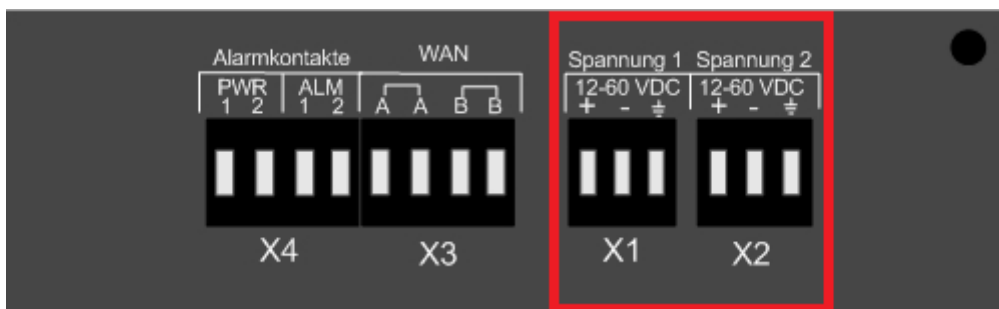 Alarmkontakte WAN Spannung 1 Spannung 2
PWR ALM 12-60 VDC 12-60 VDC
1 2 1 2 A A B B + - ⏚ + - ⏚
X4 X3 X1 X2